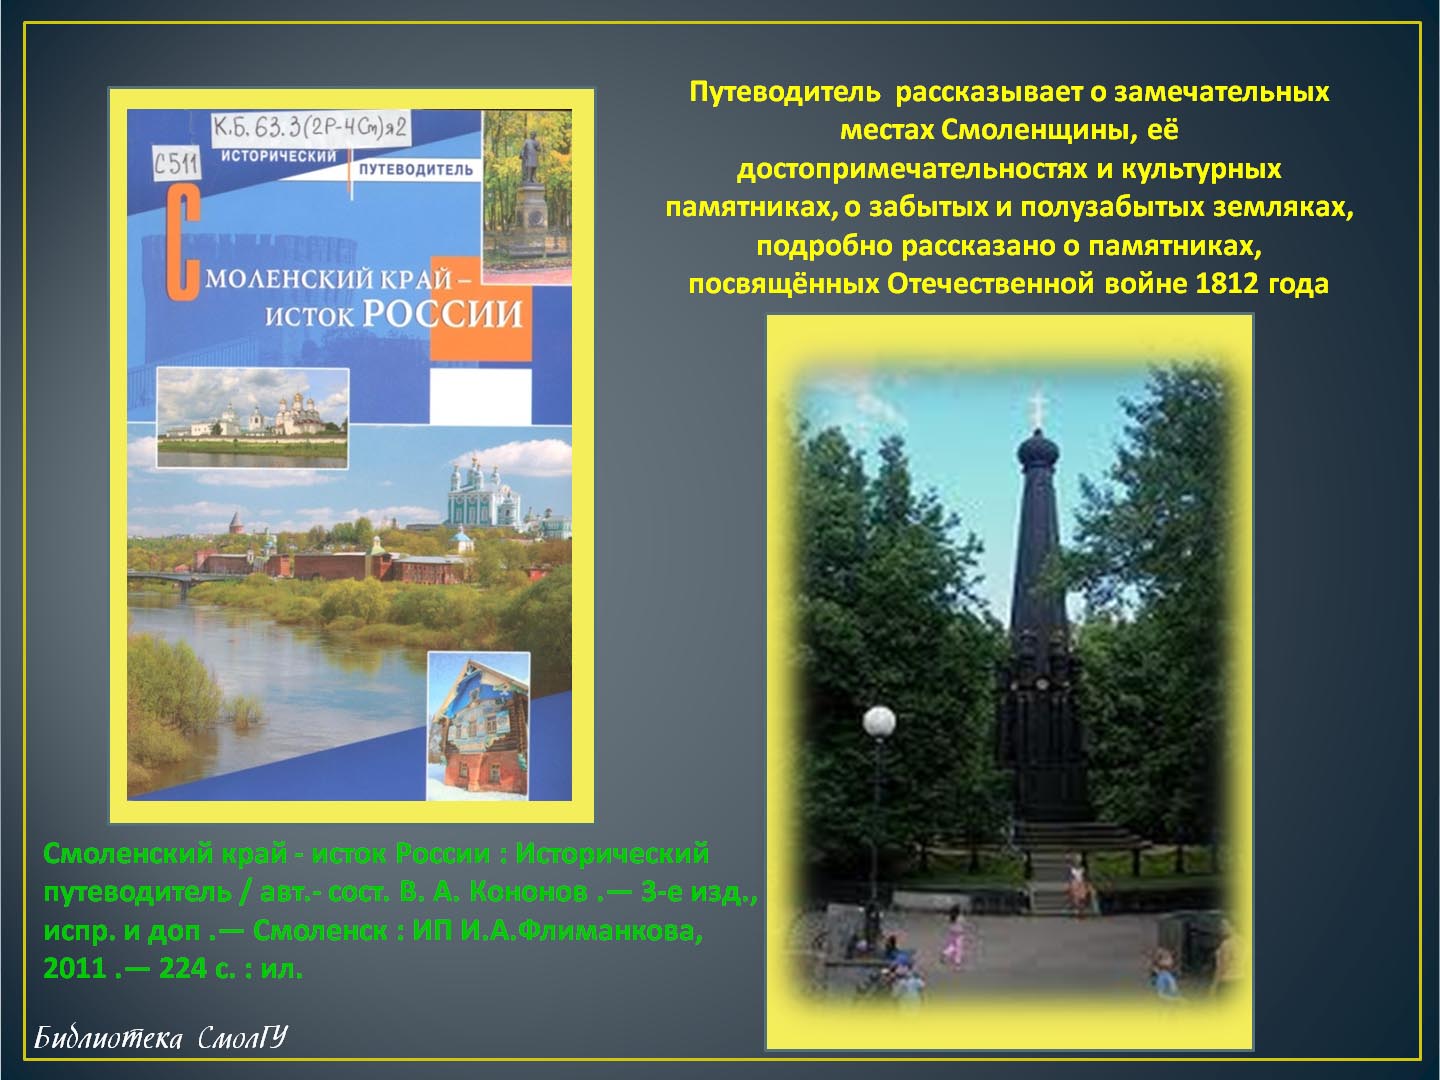 К.Б. 63.3(2Р-4См)я2
С511
ИСТОРИЧЕСКИЙ
ПУТЕВОДИТЕЛЬ
СМОЛЕНСКИЙ КРАЙ –
ИСТОК РОССИИ
Путеводитель рассказывает о замечательных
местах Смоленщины, её
достопримечательностях и культурных
памятниках, о забытых и полузабытых земляках,
подробно рассказано о памятниках,
посвящённых Отечественной войне 1812 года
Смоленский край - исток России : Исторический
путеводитель / авт.- сост. В. А. Кононов .— 3-е изд.,
испр. и доп .— Смоленск : ИП И.А.Флиманкова,
2011 .— 224 с. : ил.
Библиотека СмолГУ